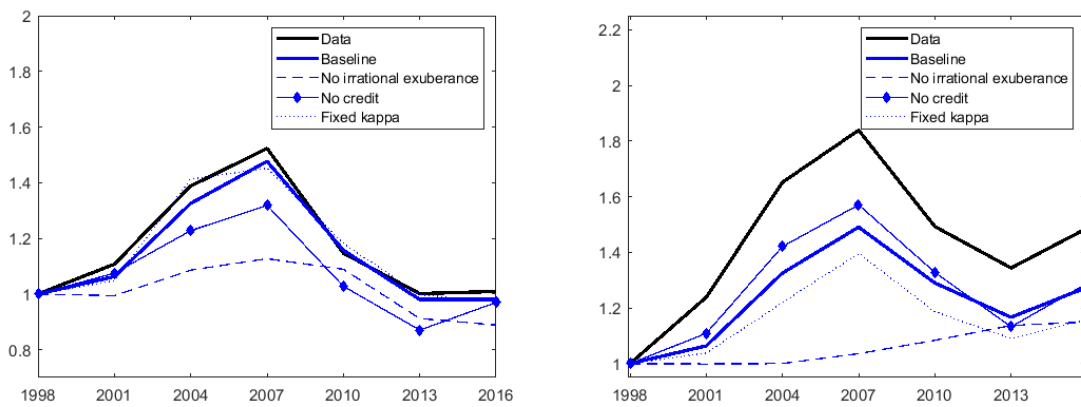 2
1.8
1.6
1.4
1.2
1
0.8
1998 2001 2004 2007 2010 2013 2016
Data
Baseline
No irrational exuberance
No credit
Fixed kappa
2.2
2
1.8
1.6
1.4
1.2
1
1998 2001 2004 2007 2010 2013
Data
Baseline
No irrational exuberance
No credit
Fixed kappa